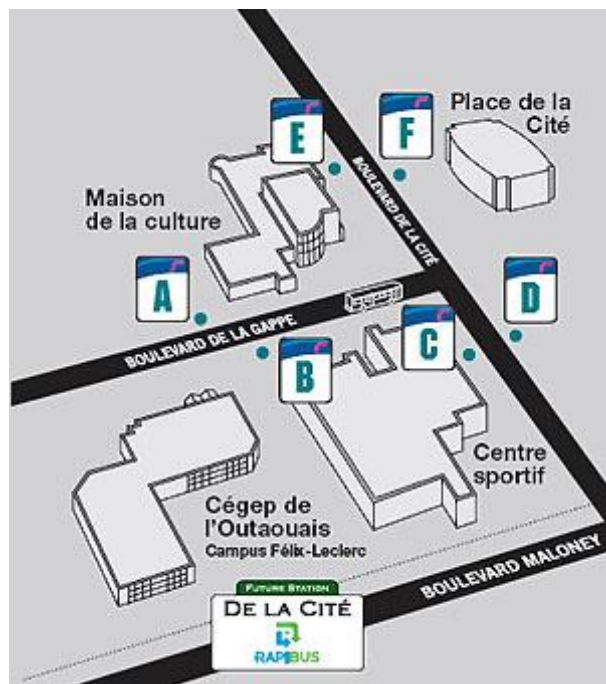 Place de la
Cité
E
F
BOULEVARD DE LA CITÉ
Maison
de la culture
A
D
BOULEVARD DE LA GAPPE
B
C
Centre
sportif
Cégep de
l'Outaouais
Campus Félix-Leclerc
BOULEVARD MALONEY
FUTURE STATION
DE LA CITÉ
RAPIBUS